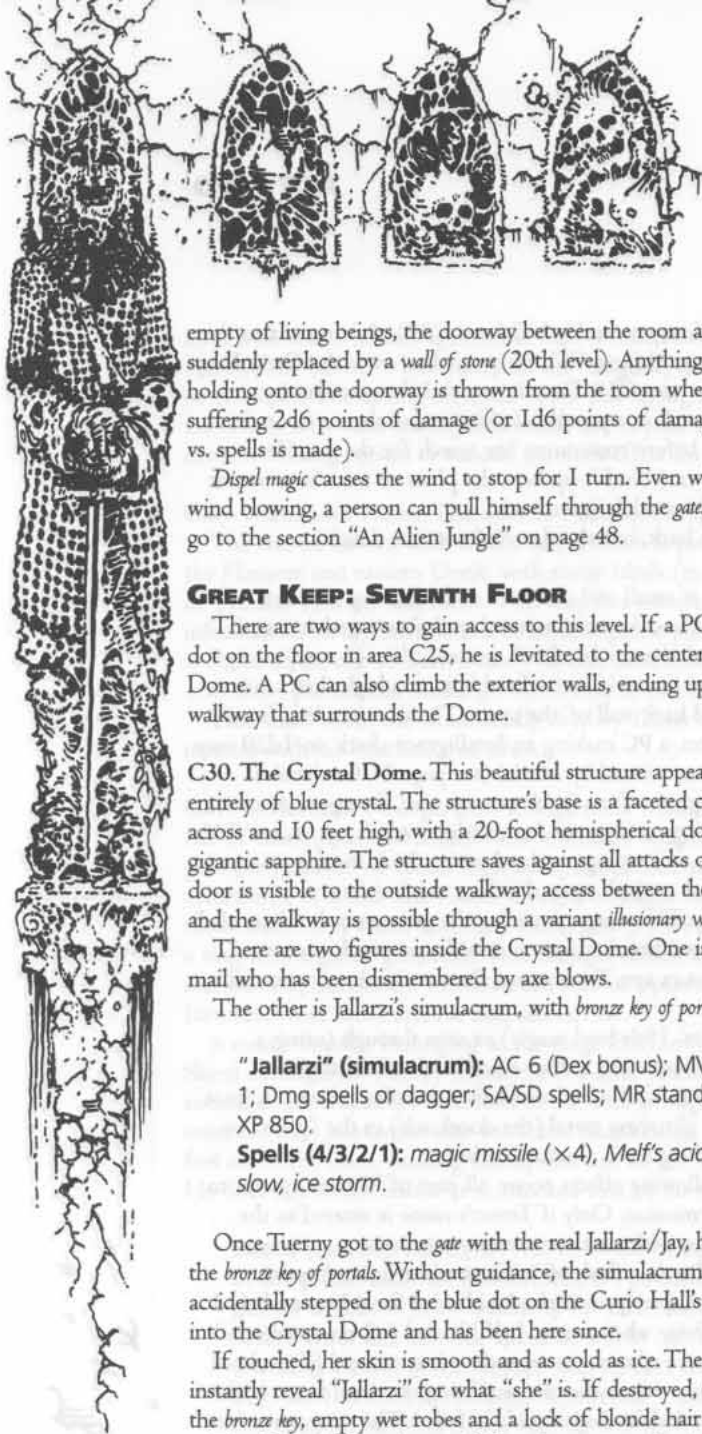 empty of living beings, the doorway between the room a
suddenly replaced by a wall of stone (20th level). Anything
holding onto the doorway is thrown from the room whe
suffering 2d6 points of damage (or 1d6 points of dama
vs. spells is made).
Dispel magic causes the wind to stop for 1 turn. Even w
wind blowing, a person can pull himself through the gate
go to the section "An Alien Jungle" on page 48.
GREAT KEEP: SEVENTH FLOOR
There are two ways to gain access to this level. If a PC
dot on the floor in area C25, he is levitated to the center
Dome. A PC can also climb the exterior walls, ending up
walkway that surrounds the Dome.
C30. The Crystal Dome. This beautiful structure appea
entirely of blue crystal. The structure's base is a faceted c
across and 10 feet high, with a 20-foot hemispherical do
gigantic sapphire. The structure saves against all attacks o
door is visible to the outside walkway; access between the
and the walkway is possible through a variant illusionary w
There are two figures inside the Crystal Dome. One is
mail who has been dismembered by axe blows.
The other is Jallarzi's simulacrum, with bronze key of por
"Jallarzi" (simulacrum): AC 6 (Dex bonus); MV
1; Dmg spells or dagger; SA/SD spells; MR stand
XP 850.
Spells (4/3/2/1): magic missile (×4), Melf's acid
slow, ice storm.
Once Tuerny got to the gate with the real Jallarzi/Jay, h
the bronze key of portals. Without guidance, the simulacrum
accidentally stepped on the blue dot on the Curio Hall's
into the Crystal Dome and has been here since.
If touched, her skin is smooth and as cold as ice. The
instantly reveal "Jallarzi" for what "she" is. If destroyed,
the bronze key, empty wet robes and a lock of blonde hair